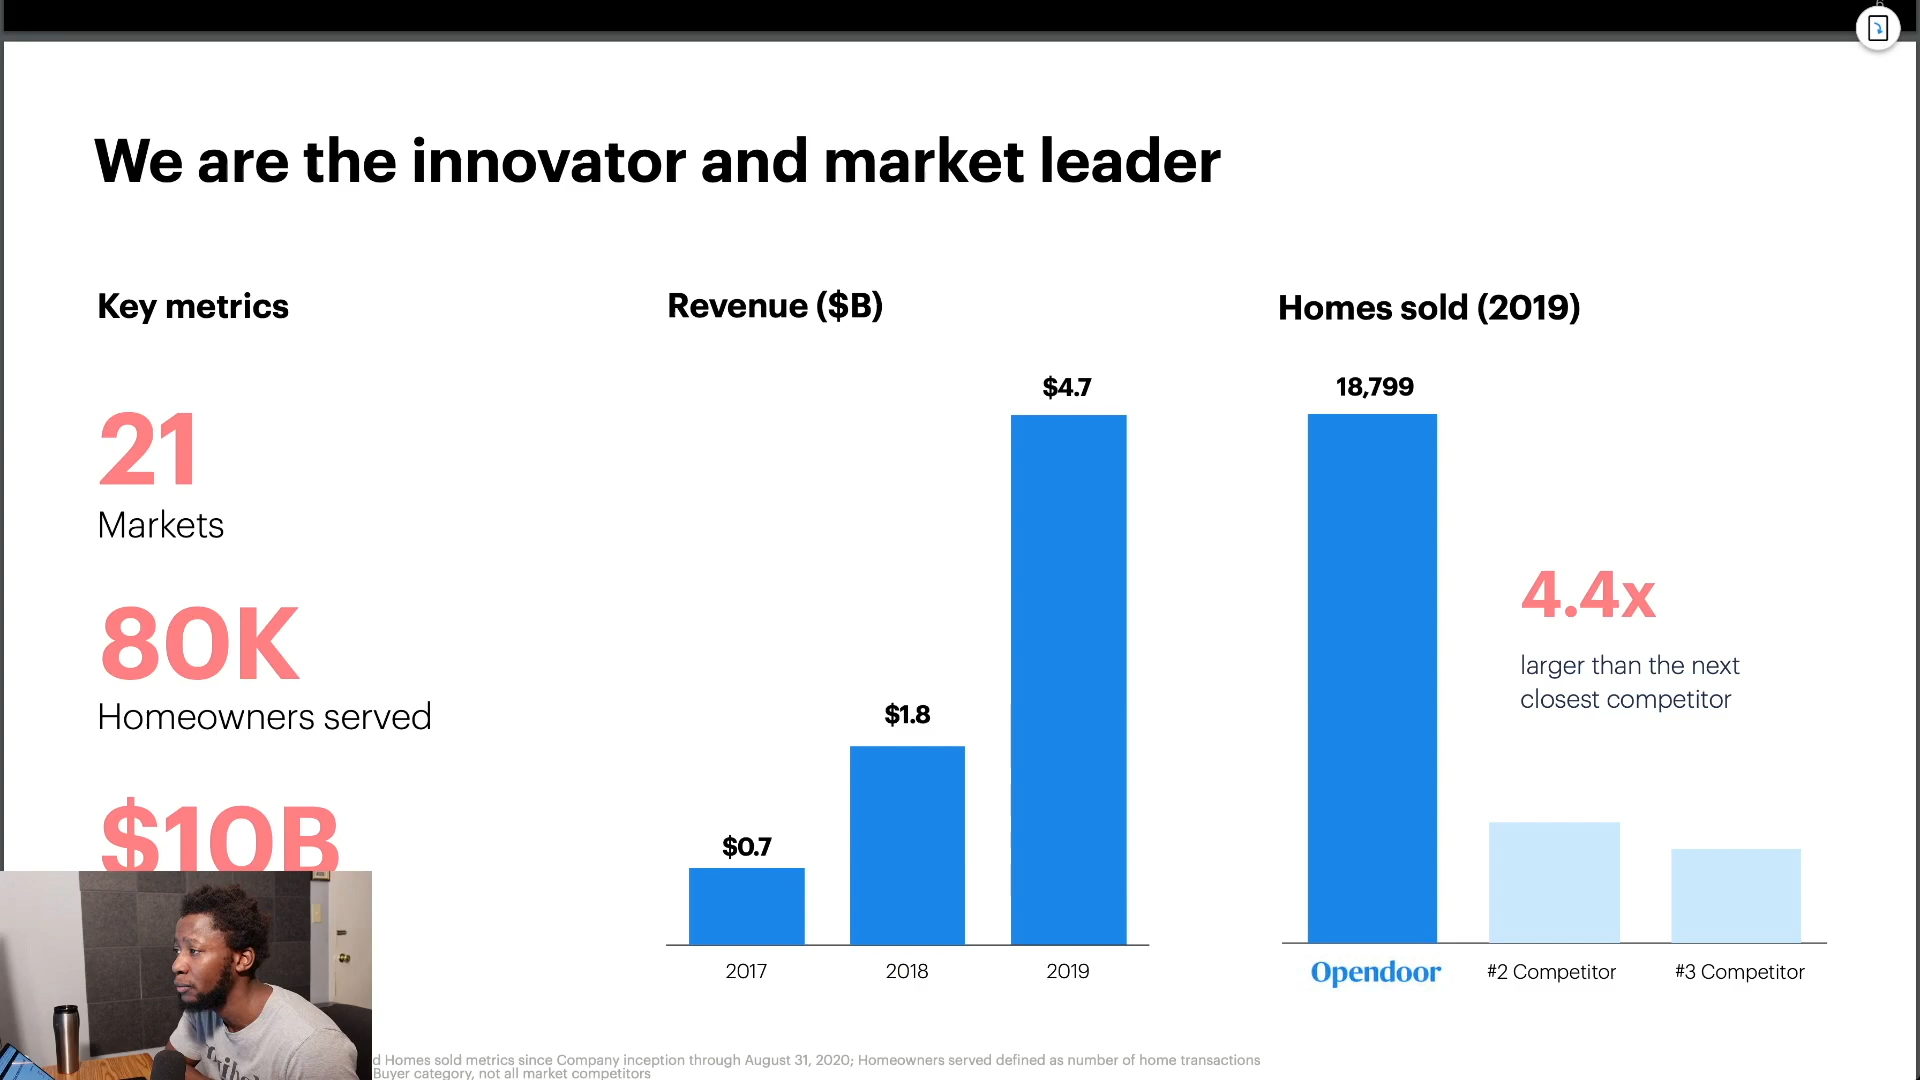 We are the innovator and market leader
Key metrics
21
Markets
80K
Homeowners served
$10B
Revenue ($B)
$4.7
$1.8
$0.7
2017
2018
2019
Homes sold (2019)
18,799
4.4x
larger than the next
closest competitor
Opendoor
#2 Competitor
#3 Competitor
d Homes sold metrics since Company inception through August 31, 2020; Homeowners served defined as number of home transactions
Buyer category, not all market competitors